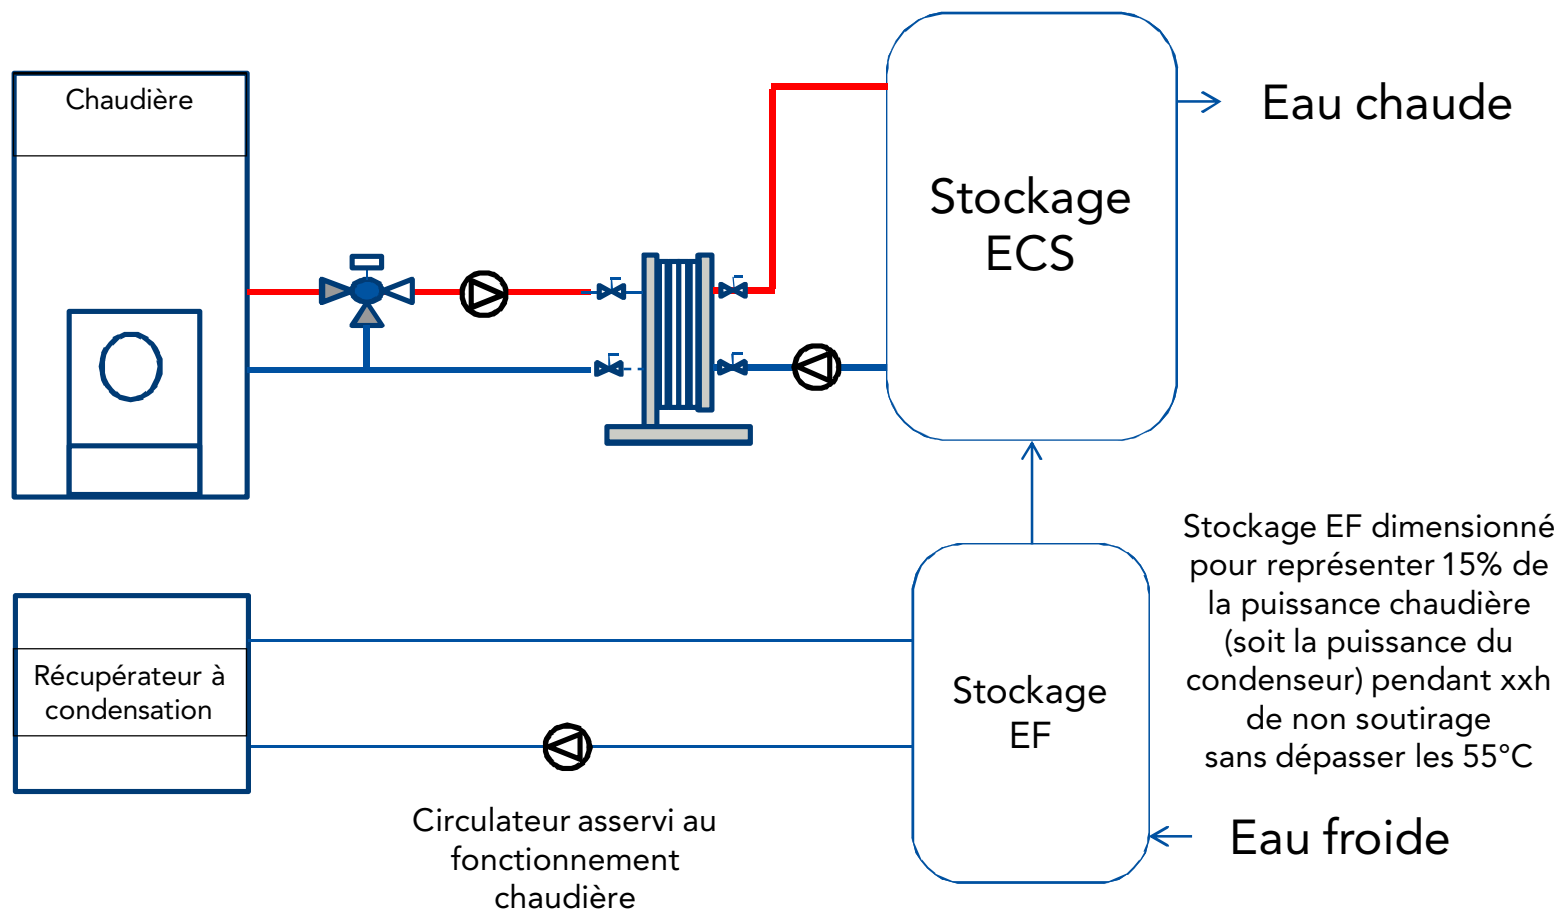 Chaudière
Eau chaude
Stockage
ECS
Stockage EF dimensionné
pour représenter 15% de
la puissance chaudière
(soit la puissance du
condenseur) pendant xxh
de non soutirage
sans dépasser les 55°C
Récupérateur à
condensation
Stockage
EF
Circulateur asservi au
fonctionnement
chaudière
Eau froide